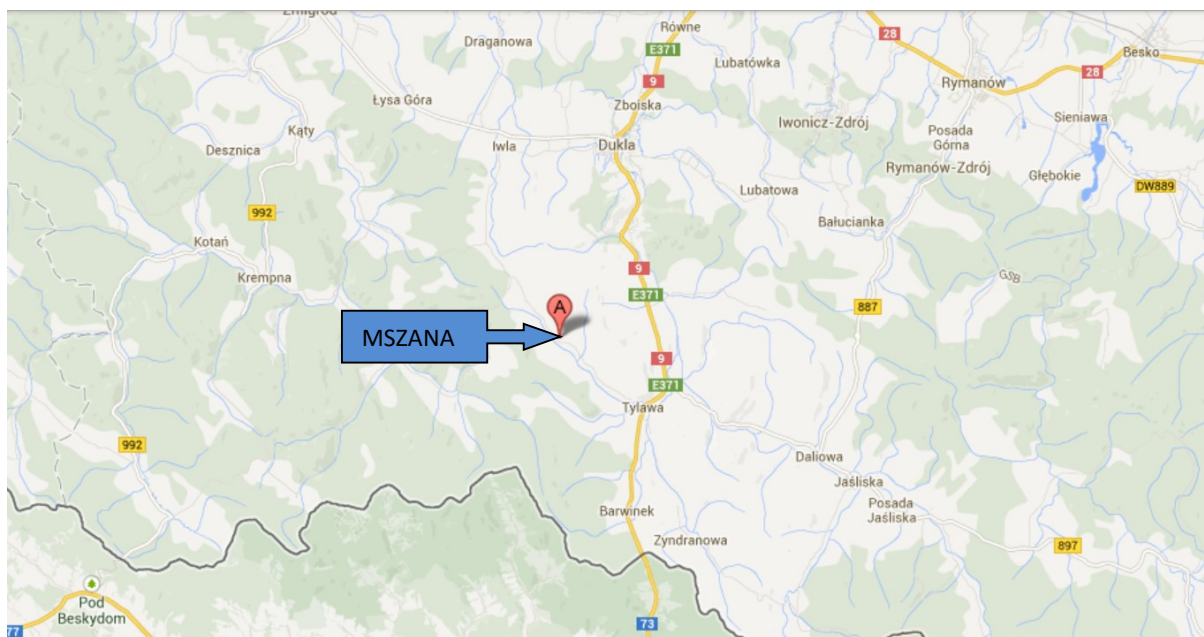 Żmigród
Draganowa
Równe
E371
28
Besko
Lubatówka
9
28
Rymanów
Łysa Góra
Zboiska
Iwonicz-Zdrój
Sieniawa
Kąty
Iwla
Dukla
Posada
Górna
Desznica
Rymanów-Zdrój
Głębokie
Lubatowa
DW889
992
Bałucianka
Kotań
Krempna
9
GSB
E371
887
A
MSZANA
9
E371
Tylawa
992
Daliowa
Jaśliska
Barwinek
Posada
Jaśliska
Zyndranowa
897
Pod
Beskydom
77
73